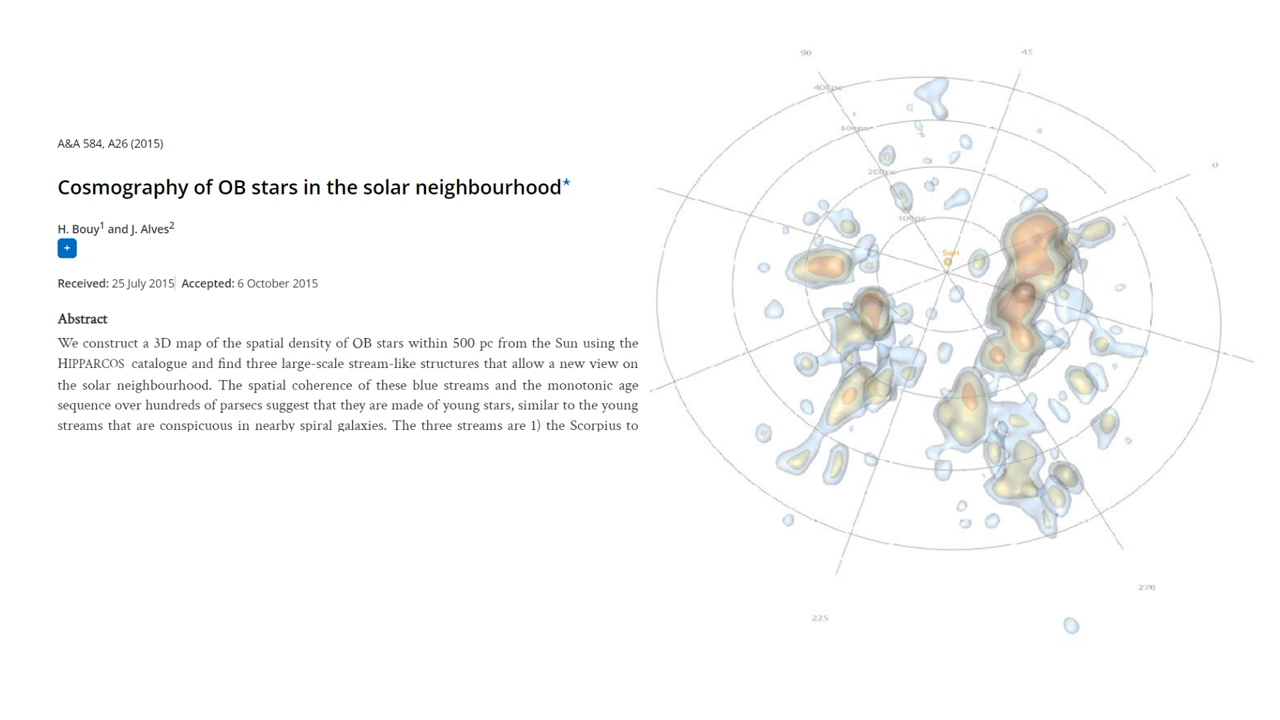 A&A 584, A26 (2015)
Cosmography of OB stars in the solar neighbourhood★
H. Bouy1 and J. Alves2
+
Received: 25 July 2015 Accepted: 6 October 2015
Abstract
We construct a 3D map of the spatial density of OB stars within 500 pc from the Sun using the
HIPPARCOS catalogue and find three large-scale stream-like structures that allow a new view on
the solar neighbourhood. The spatial coherence of these blue streams and the monotonic age
sequence over hundreds of parsecs suggest that they are made of young stars, similar to the young
streams that are conspicuous in nearby spiral galaxies. The three streams are 1) the Scorpius to
90
45
0
400pc
300pc
200pc
100pc
Sun
270
225